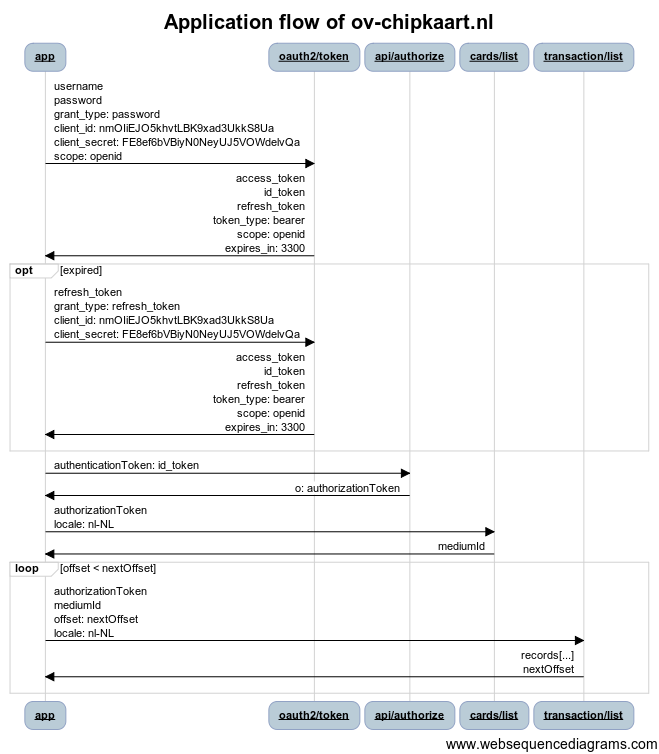 Application flow of ov-chipkaart.nl
app
oauth2/token
api/authorize
cards/list
transaction/list
username
password
grant_type: password
client_id: nmOIiEJO5khvtLBK9xad3UkkS8Ua
client_secret: FE8ef6bVBiyN0NeyUJ5VOWdelvQa
scope: openid
access_token
id_token
refresh_token
token_type: bearer
scope: openid
expires_in: 3300
opt [expired]
refresh_token
grant_type: refresh_token
client_id: nmOIiEJO5khvtLBK9xad3UkkS8Ua
client_secret: FE8ef6bVBiyN0NeyUJ5VOWdelvQa
access_token
id_token
refresh_token
token_type: bearer
scope: openid
expires_in: 3300
authenticationToken: id_token
o: authorizationToken
authorizationToken
locale: nl-NL
mediumId
loop [offset < nextOffset]
authorizationToken
mediumId
offset: nextOffset
locale: nl-NL
records[...]
nextOffset
app
oauth2/token
api/authorize
cards/list
transaction/list
www.websequencediagrams.com